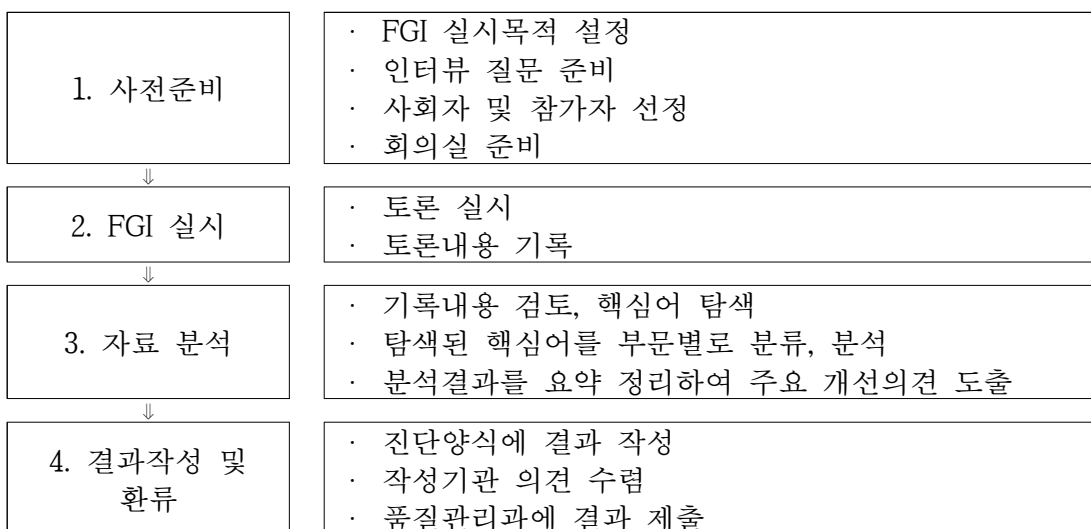 1. 사전준비
· FGI 실시목적 설정
· 인터뷰 질문 준비
· 사회자 및 참가자 선정
· 회의실 준비
⇓
2. FGI 실시
· 토론 실시
· 토론내용 기록
⇓
3. 자료 분석
· 기록내용 검토, 핵심어 탐색
· 탐색된 핵심어를 부문별로 분류, 분석
· 분석결과를 요약 정리하여 주요 개선의견 도출
⇓
4. 결과작성 및
환류
· 진단양식에 결과 작성
· 작성기관 의견 수렴
· 품질관리과에 결과 제출